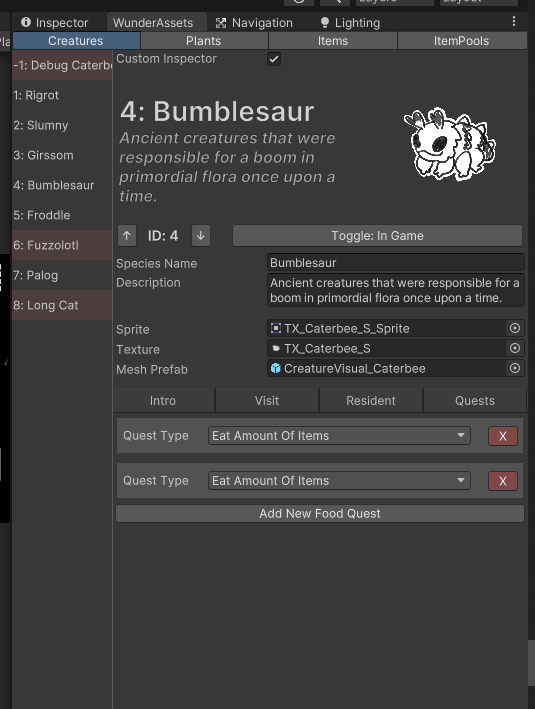 Layers
Layout
Inspector
WunderAssets
Navigation
Lighting
Creatures
Plants
Items
ItemPools
-1: Debug Caterb
1: Rigrot
2: Slumny
3: Girssom
4: Bumblesaur
5: Froddle
6: Fuzzolotl
7: Palog
8: Long Cat
Custom Inspector
4: Bumblesaur
Ancient creatures that were
responsible for a boom in
primordial flora once upon a
time.
↑ ID: 4 ↓
Toggle: In Game
Species Name
Bumblesaur
Description
Ancient creatures that were responsible for a
boom in primordial flora once upon a time.
Sprite
TX_Caterbee_S_Sprite
Texture
TX_Caterbee_S
Mesh Prefab
CreatureVisual_Caterbee
Intro
Visit
Resident
Quests
Quest Type
Eat Amount Of Items
X
Quest Type
Eat Amount Of Items
X
Add New Food Quest